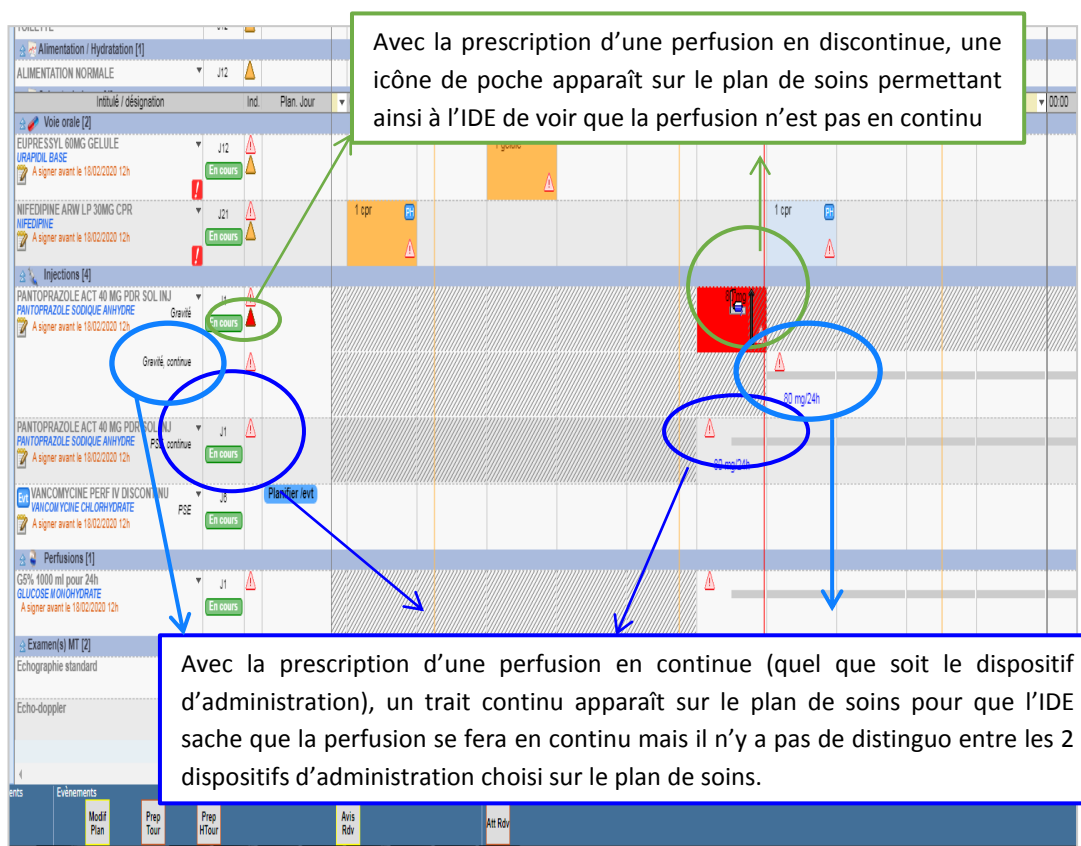 TOILETTE J12
Alimentation / Hydratation [1]
ALIMENTATION NORMALE J12
Avec la prescription d'une perfusion en discontinue, une
icône de poche apparaît sur le plan de soins permettant
ainsi à l'IDE de voir que la perfusion n'est pas en continu
Intitulé / désignation Ind. Plan. Jour 00:00
Voie orale [2]
EUPRESSYL 60MG GELULE J12
URAPIDIL BASE
A signer avant le 18/02/2020 12h En cours
1 gélule
NIFEDIPINE ARW LP 30MG CPR J21
NIFEDIPINE
A signer avant le 18/02/2020 12h En cours
1 cpr PH
1 cpr PH
Injections [4]
PANTOPRAZOLE ACT 40 MG PDR SOL INJ J1
PANTOPRAZOLE SODIQUE ANHYDRE Gravité
A signer avant le 18/02/2020 12h En cours
80 mg
Gravité, continue
80 mg/24h
PANTOPRAZOLE ACT 40 MG PDR SOL INJ J1
PANTOPRAZOLE SODIQUE ANHYDRE PSE, continue
A signer avant le 18/02/2020 12h En cours
80 mg/24h
Evt VANCOMYCINE PERF IV DISCONTINU J6 Planifier /evt
VANCOMYCINE CHLORHYDRATE PSE
A signer avant le 18/02/2020 12h En cours
Perfusions [1]
G5% 1000 ml pour 24h J1
GLUCOSE MONOHYDRATE
A signer avant le 18/02/2020 12h En cours
Examen(s) MT [2]
Echographie standard
Echo-doppler
Avec la prescription d'une perfusion en continue (quel que soit le dispositif
d'administration), un trait continu apparaît sur le plan de soins pour que l'IDE
sache que la perfusion se fera en continu mais il n'y a pas de distinguo entre les 2
dispositifs d'administration choisi sur le plan de soins.
ents Evènements
Modif
Plan
Prep
Tour
Prep
HTour
Avis
Rdv
Att Rdv